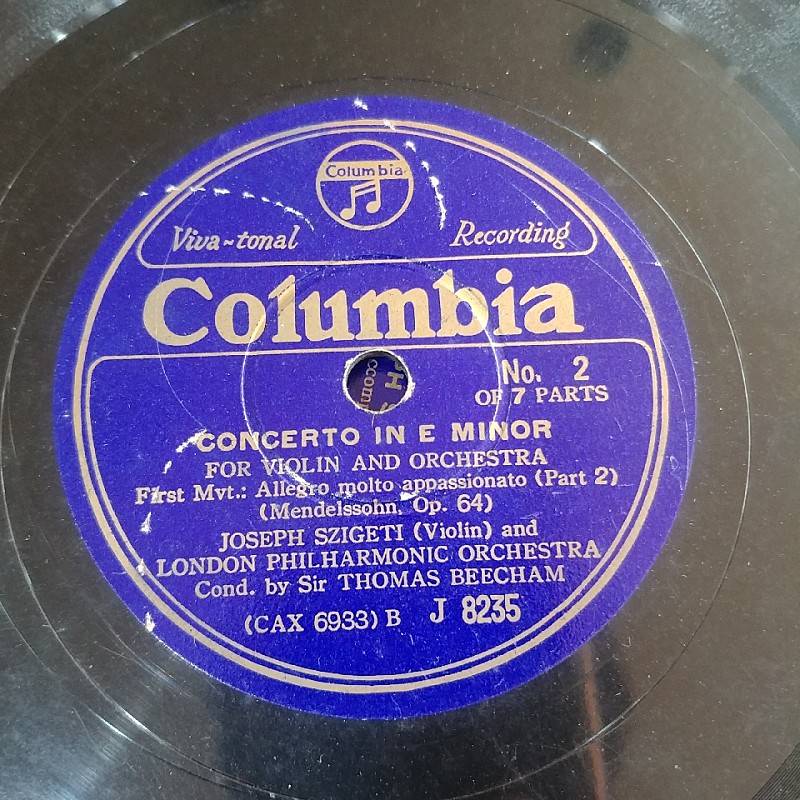 Columbia
Viva-tonal Recording
Columbia
No. 2
OF 7 PARTS
CONCERTO IN E MINOR
FOR VIOLIN AND ORCHESTRA
First Mvt.: Allegro molto appassionato (Part 2)
(Mendelssohn, Op. 64)
JOSEPH SZIGETI (Violin) and
LONDON PHILHARMONIC ORCHESTRA
Cond. by Sir THOMAS BEECHAM
(CAX 6933) B J 8235